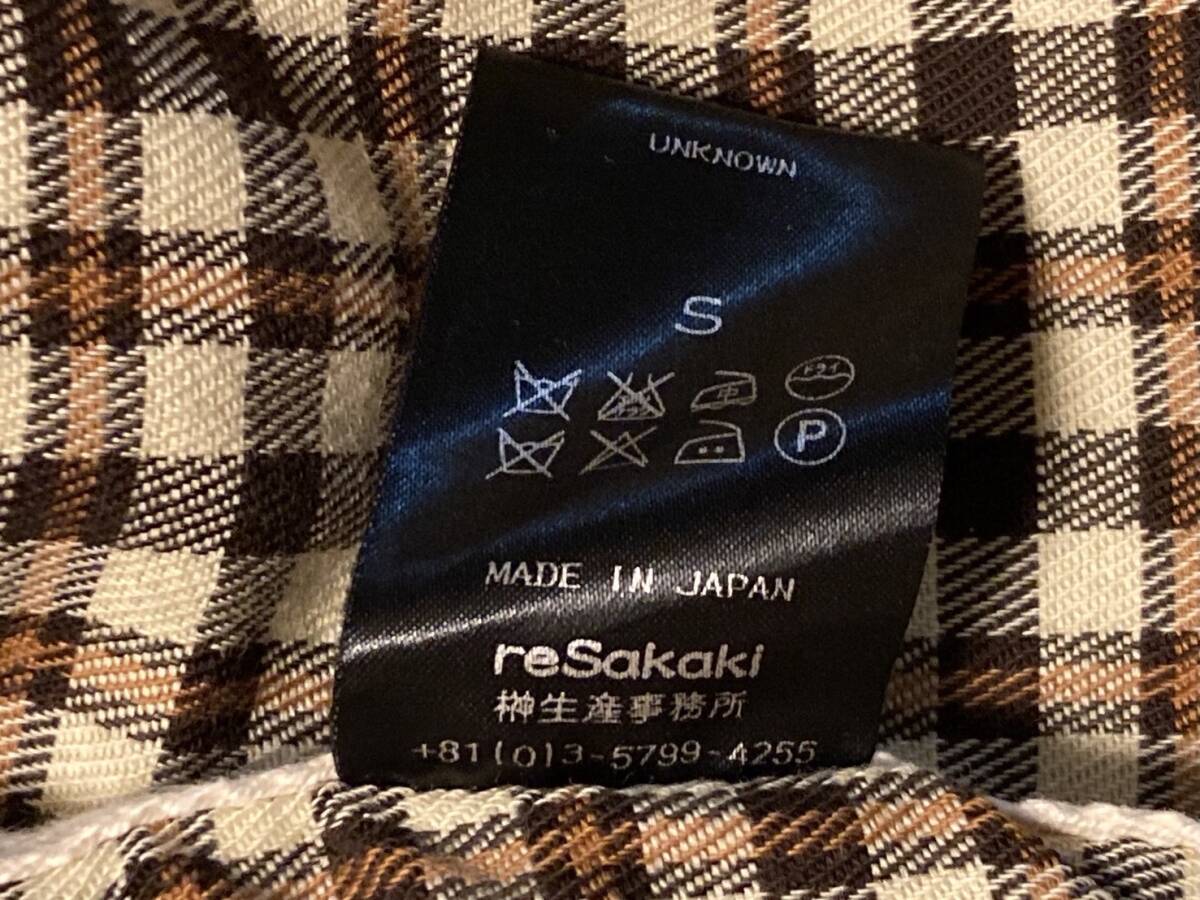 UNKNOWN
S
中 ドライ
P
MADE IN JAPAN
reSakaki
榊生産事務所
+81(0)3-5799-4255